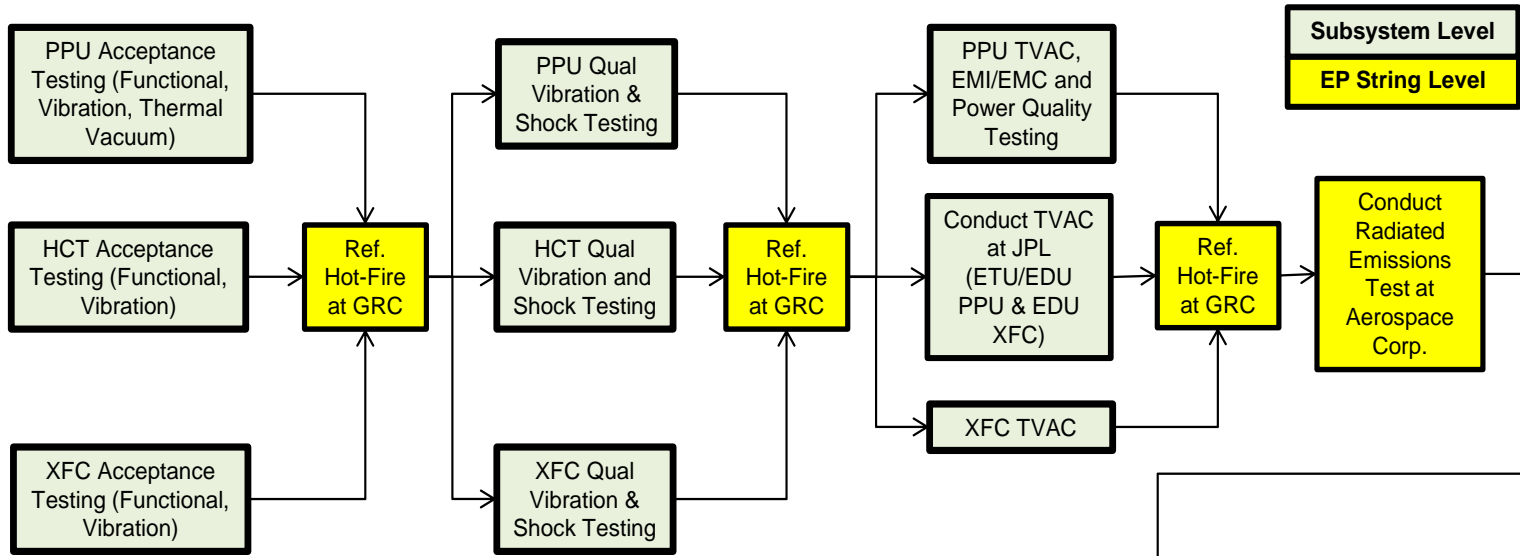 PPU Acceptance
Testing (Functional,
Vibration, Thermal
Vacuum)
HCT Acceptance
Testing (Functional,
Vibration)
XFC Acceptance
Testing (Functional,
Vibration)
Ref.
Hot-Fire
at GRC
PPU Qual
Vibration &
Shock Testing
HCT Qual
Vibration and
Shock Testing
XFC Qual
Vibration &
Shock Testing
Ref.
Hot-Fire
at GRC
PPU TVAC,
EMI/EMC and
Power Quality
Testing
Conduct TVAC
at JPL
(ETU/EDU
PPU & EDU
XFC)
XFC TVAC
Ref.
Hot-Fire
at GRC
Conduct
Radiated
Emissions
Test at
Aerospace
Corp.
Subsystem Level
EP String Level